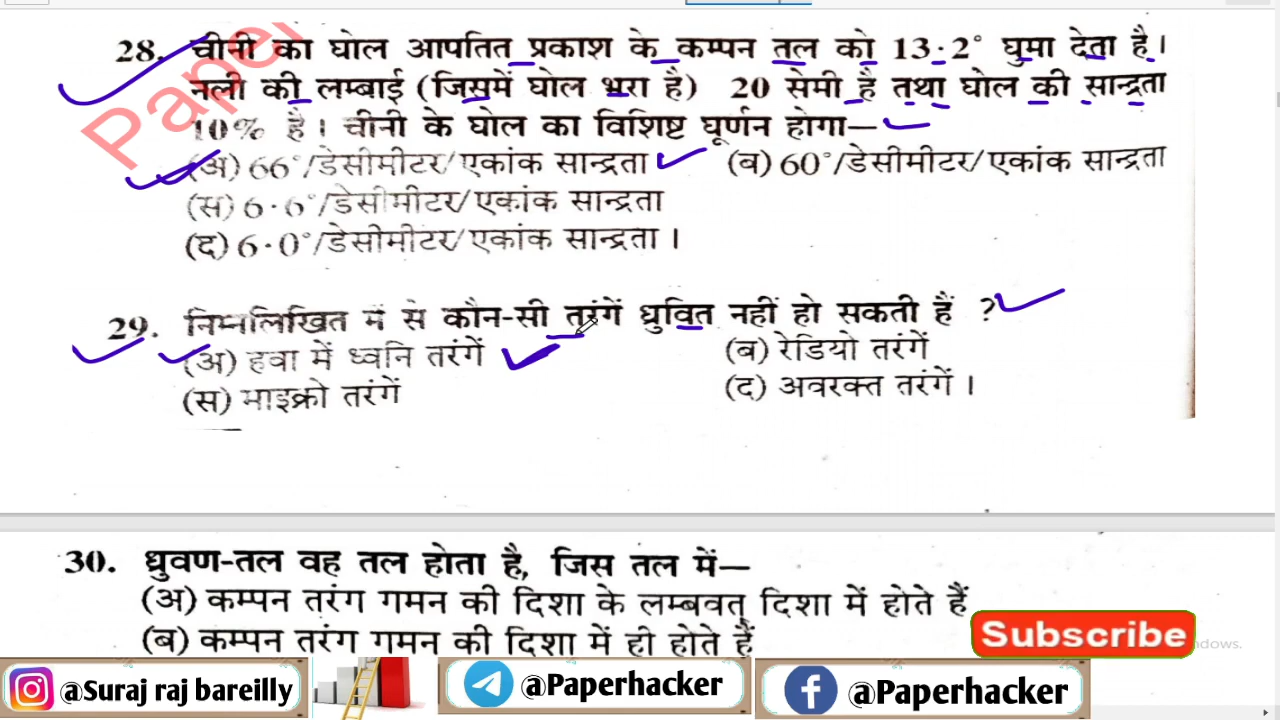 28. चीनी का घोल आपतित प्रकाश के कम्पन तल को 13·2° घुमा देता है।
नली की लम्बाई (जिसमें घोल भरा है) 20 सेमी है तथा घोल की सान्द्रता
10% है। चीनी के घोल का विशिष्ट घूर्णन होगा—
(अ) 66°/डेसीमीटर/एकांक सान्द्रता (ब) 60°/डेसीमीटर/एकांक सान्द्रता
(स) 6·6°/डेसीमीटर/एकांक सान्द्रता
(द) 6·0°/डेसीमीटर/एकांक सान्द्रता।
29. निम्नलिखित में से कौन-सी तरंगें ध्रुवित नहीं हो सकती हैं ?
(अ) हवा में ध्वनि तरंगें (ब) रेडियो तरंगें
(स) माइक्रो तरंगें (द) अवरक्त तरंगें।
30. ध्रुवण-तल वह तल होता है, जिस तल में—
(अ) कम्पन तरंग गमन की दिशा के लम्बवत् दिशा में होते हैं
(ब) कम्पन तरंग गमन की दिशा में ही होते हैं
Subscribe
@Suraj raj bareilly @Paperhacker @Paperhacker